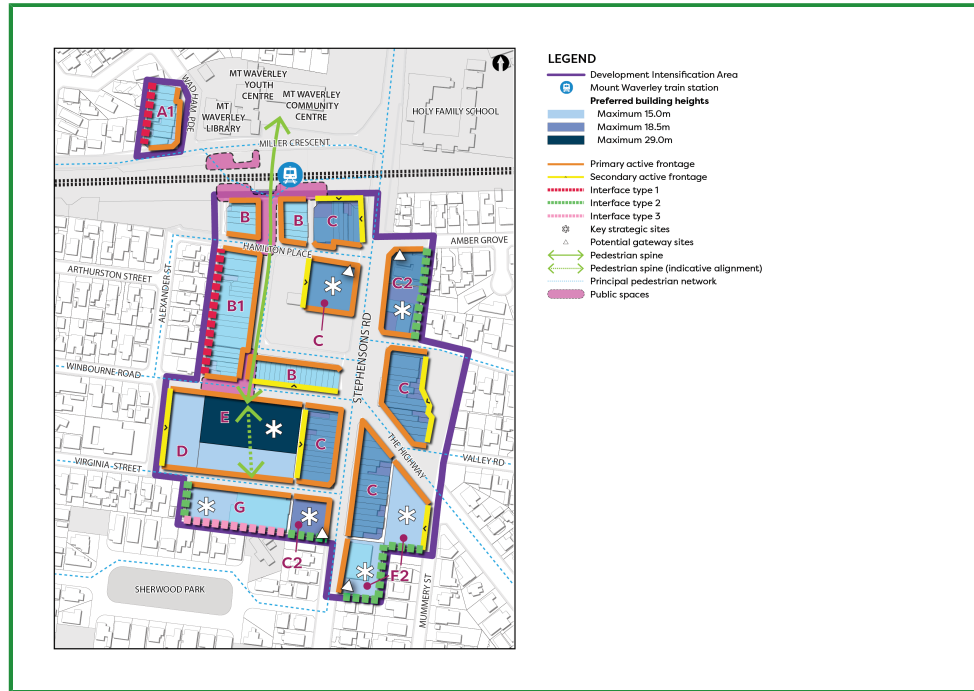 MT WAVERLEY
YOUTH
CENTRE
MT WAVERLEY
COMMUNITY
CENTRE
MT
WAVERLEY
LIBRARY
HOLY FAMILY SCHOOL
WADHAM PDE
A1
MILLER CRESCENT
B
B
C
HAMILTON PLACE
AMBER GROVE
ARTHURSTON STREET
ALEXANDER ST
B1
C
C2
STEPHENSONS RD
WINBOURNE ROAD
B
C
E
D
C
THE HIGHWAY
VALLEY RD
VIRGINIA STREET
G
C
C2
F2
SHERWOOD PARK
MUMMERY ST
LEGEND
Development Intensification Area
Mount Waverley train station
Preferred building heights
Maximum 15.0m
Maximum 18.5m
Maximum 29.0m
Primary active frontage
Secondary active frontage
Interface type 1
Interface type 2
Interface type 3
Key strategic sites
Potential gateway sites
Pedestrian spine
Pedestrian spine (indicative alignment)
Principal pedestrian network
Public spaces